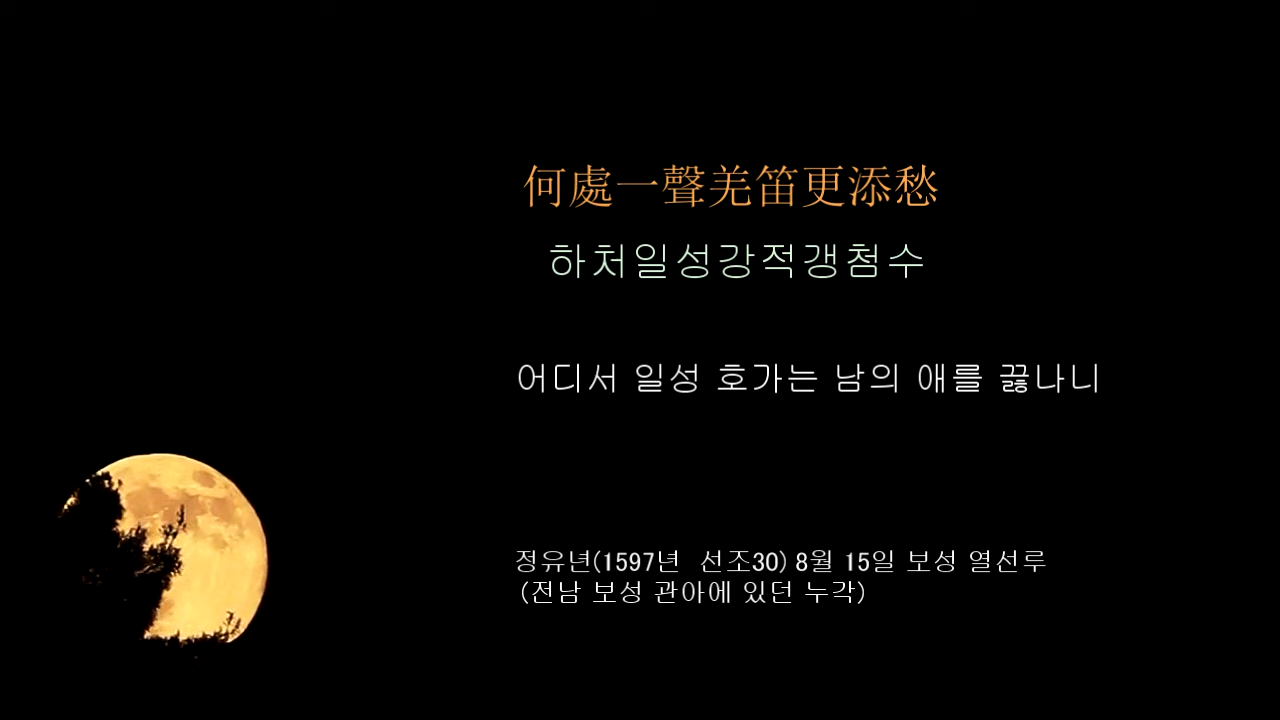 何處一聲羌笛更添愁
하처일성강적갱첨수
어디서 일성 호가는 남의 애를 끓나니
정유년(1597년 선조30) 8월 15일 보성 열선루
(전남 보성 관아에 있던 누각)